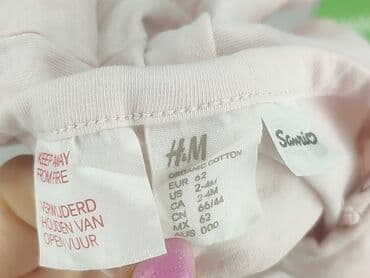 KEEP AWAY
FROM FIRE
VERWIJDERD
HOUDEN VAN
OPEN VUUR
H&M
ORGANIC COTTON
EUR 62
US 2-4M
CA 2-4M
CN 66/44
MX 62
AUS 000
Sanrio